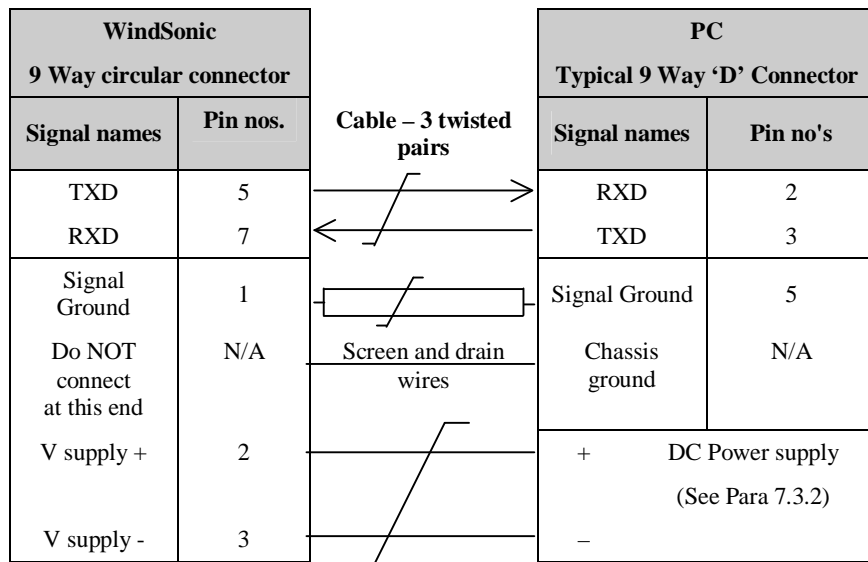 WindSonic
9 Way circular connector
PC
Typical 9 Way ‘D’ Connector
Signal names
Pin nos.
Cable – 3 twisted
pairs
Signal names
Pin no's
TXD
5
RXD
2
RXD
7
TXD
3
Signal
Ground
1
Signal Ground
5
Do NOT
connect
at this end
N/A
Screen and drain
wires
Chassis
ground
N/A
V supply +
2
+
DC Power supply
(See Para 7.3.2)
V supply -
3
–